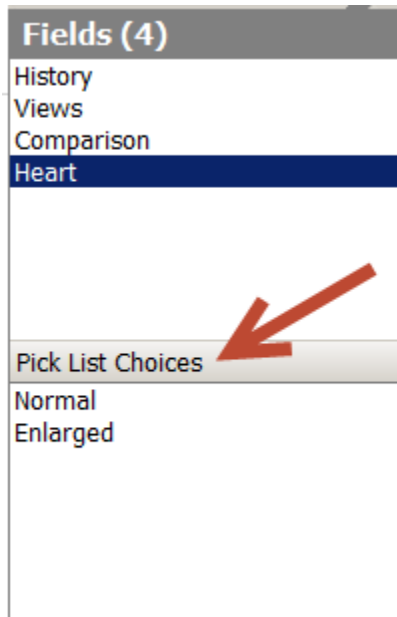 Fields (4)
History
Views
Comparison
Heart
Pick List Choices
Normal
Enlarged